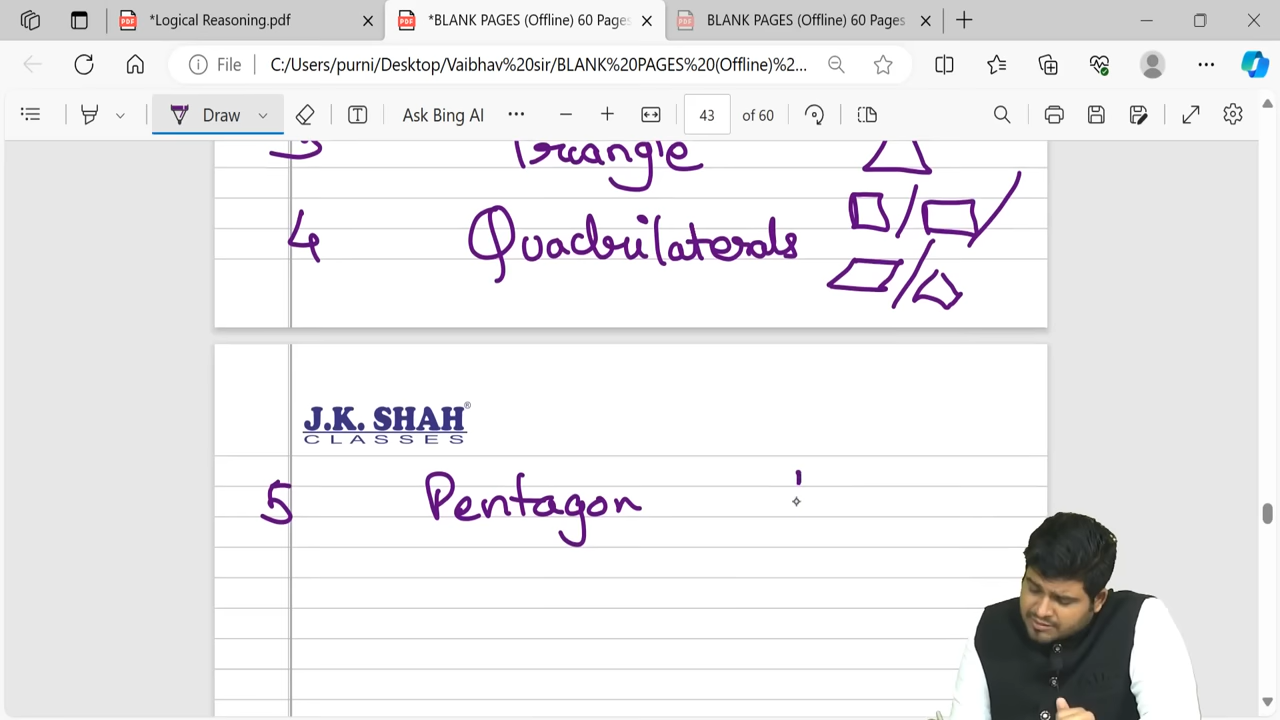 *Logical Reasoning.pdf
*BLANK PAGES (Offline) 60 Pages
BLANK PAGES (Offline) 60 Pages
File
C:/Users/purni/Desktop/Vaibhav%20sir/BLANK%20PAGES%20(Offline)%2...
Draw
Ask Bing AI
43 of 60
3 Triangle
4 Quadrilaterals
J.K. SHAH®
CLASSES
5 Pentagon